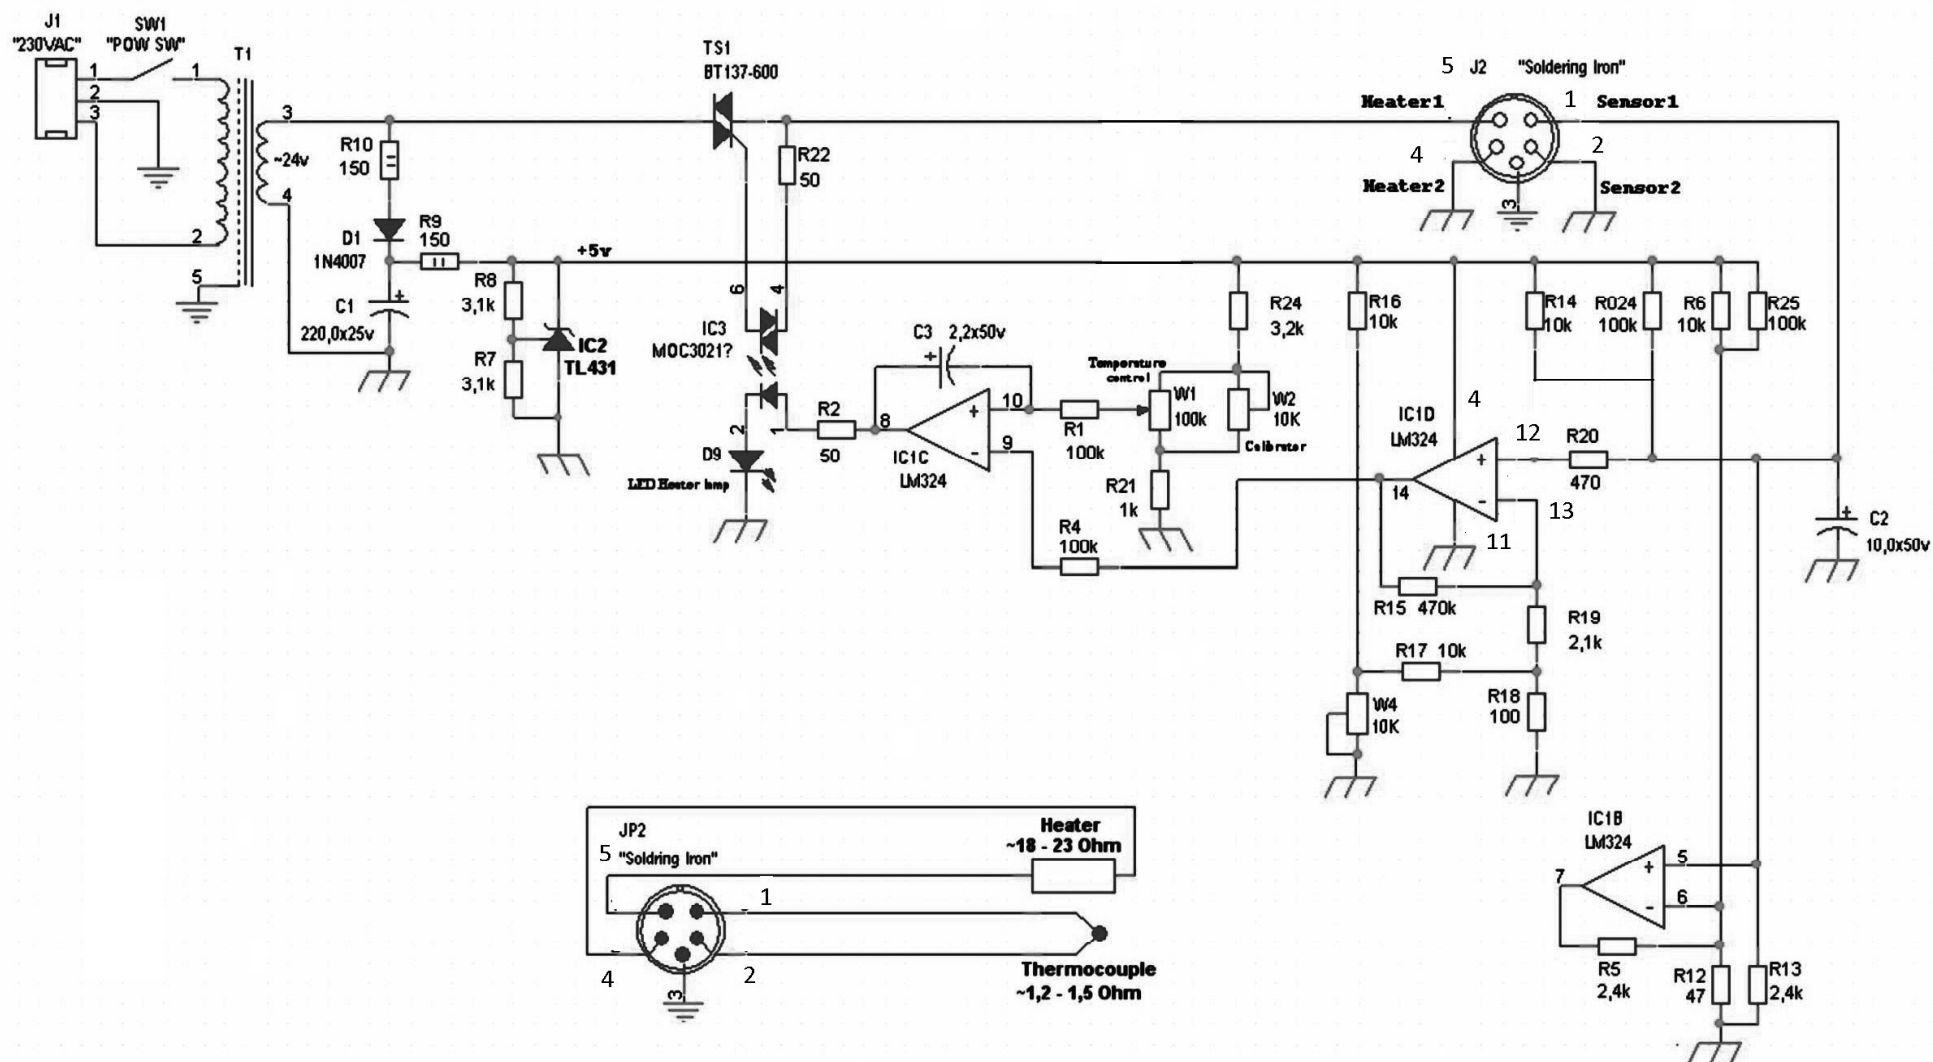 J1
"230VAC"
SW1
"POW SW"
T1
1
2
3
1
2
5
3
~24v
4
R10
150
D1
1N4007
R9
150
C1
+
220,0x25v
R8
3,1k
R7
3,1k
IC2
TL431
+5v
TS1
BT137-600
R22
50
6
4
IC3
MOC3021?
2
1
D9
LED Heater lamp
R2
50
C3
2,2x50v
+
8
+
-
10
9
IC1C
LM324
R1
100k
Temperature
control
W1
100k
W2
10K
Calibrator
R24
3,2k
R21
1k
R4
100k
5
J2
"Soldering Iron"
Heater1
1
Sensor1
4
2
Heater2
3
Sensor2
R16
10k
R14
10k
R024
100k
R6
10k
R25
100k
4
IC1D
LM324
12
R20
470
+
-
14
13
11
C2
+
10,0x50v
R15 470k
R19
2,1k
R17 10k
W4
10K
R18
100
IC1B
LM324
7
+
-
5
6
R5
2,4k
R12
47
R13
2,4k
JP2
5
"Soldring Iron"
Heater
~18 - 23 Ohm
1
4
2
3
Thermocouple
~1,2 - 1,5 Ohm